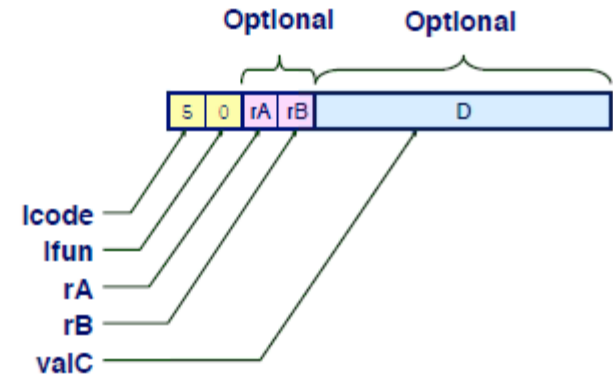 Optional Optional
5 0 rA rB D
Icode
Ifun
rA
rB
valC